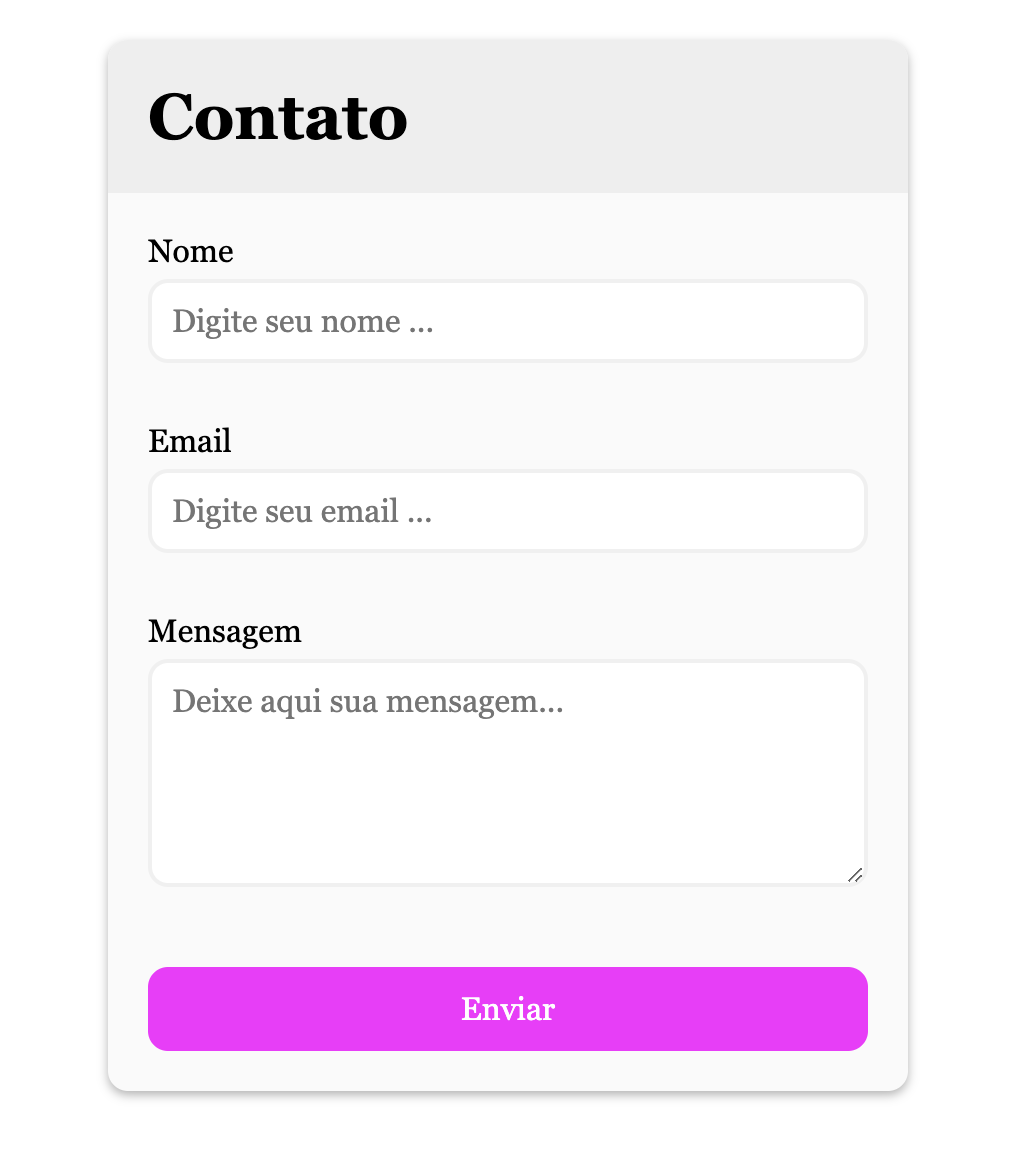 Contato
Nome
Digite seu nome ...
Email
Digite seu email ...
Mensagem
Deixe aqui sua mensagem...
Enviar